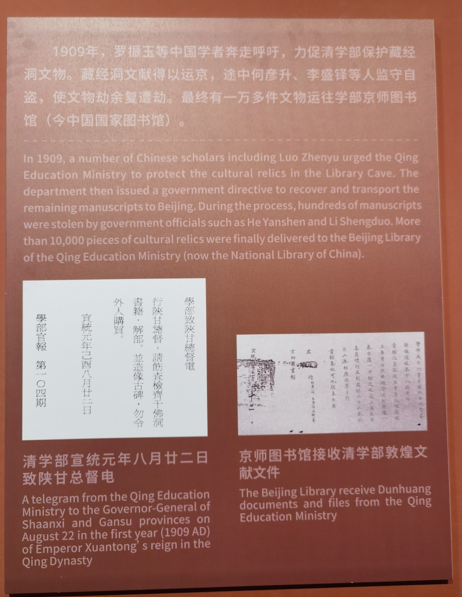 1909年，罗振玉等中国学者奔走呼吁，力促清学部保护藏经
洞文物。藏经洞文献得以运京，途中何彦升、李盛铎等人监守自
盗，使文物劫余复遭劫。最终有一万多件文物运往学部京师图书
馆（今中国国家图书馆）。
In 1909, a number of Chinese scholars including Luo Zhenyu urged the Qing
Education Ministry to protect the cultural relics in the Library Cave. The
department then issued a government directive to recover and transport the
remaining manuscripts to Beijing. During the process, hundreds of manuscripts
were stolen by government officials such as He Yanshen and Li Shengduo. More
than 10,000 pieces of cultural relics were finally delivered to the Beijing Library
of the Qing Education Ministry (now the National Library of China).
學部致陝甘總督電
行陝甘總督，請飭查檢齊千佛洞
書籍，解部，並造像古碑，勿令
外人購買。
宣統元年己酉八月廿二日
學部官報 第一〇四期
清学部宣统元年八月廿二日
致陕甘总督电
A telegram from the Qing Education
Ministry to the Governor-General of
Shaanxi and Gansu provinces on
August 22 in the first year (1909 AD)
of Emperor Xuantong's reign in the
Qing Dynasty
京师图书馆接收清学部敦煌文
献文件
The Beijing Library receive Dunhuang
documents and files from the Qing
Education Ministry